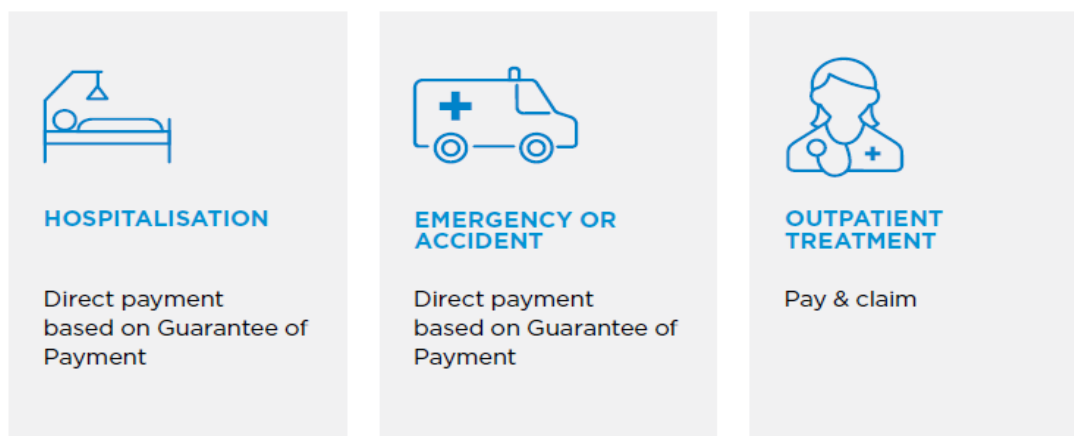 HOSPITALISATION
Direct payment
based on Guarantee of
Payment
EMERGENCY OR
ACCIDENT
Direct payment
based on Guarantee of
Payment
OUTPATIENT
TREATMENT
Pay & claim